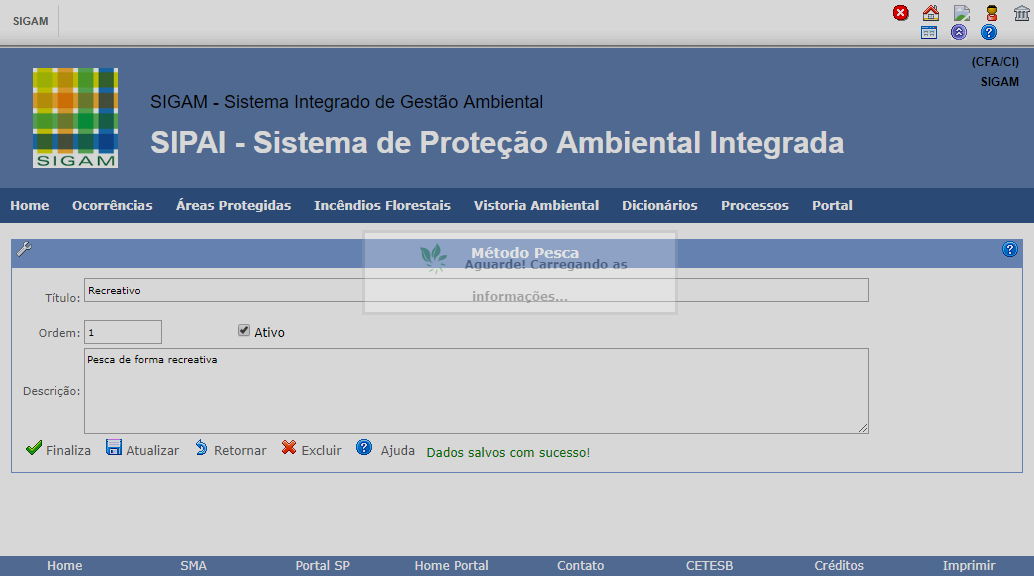 SIGAM
(CFA/CI)
SIGAM
SIGAM
SIGAM - Sistema Integrado de Gestão Ambiental
SIPAI - Sistema de Proteção Ambiental Integrada
Home Ocorrências Áreas Protegidas Incêndios Florestais Vistoria Ambiental Dicionários Processos Portal
Método Pesca
Aguarde! Carregando as
informações...
Título: Recreativo
Ordem: 1 Ativo
Descrição: Pesca de forma recreativa
Finaliza Atualizar Retornar Excluir Ajuda Dados salvos com sucesso!
Home SMA Portal SP Home Portal Contato CETESB Créditos Imprimir